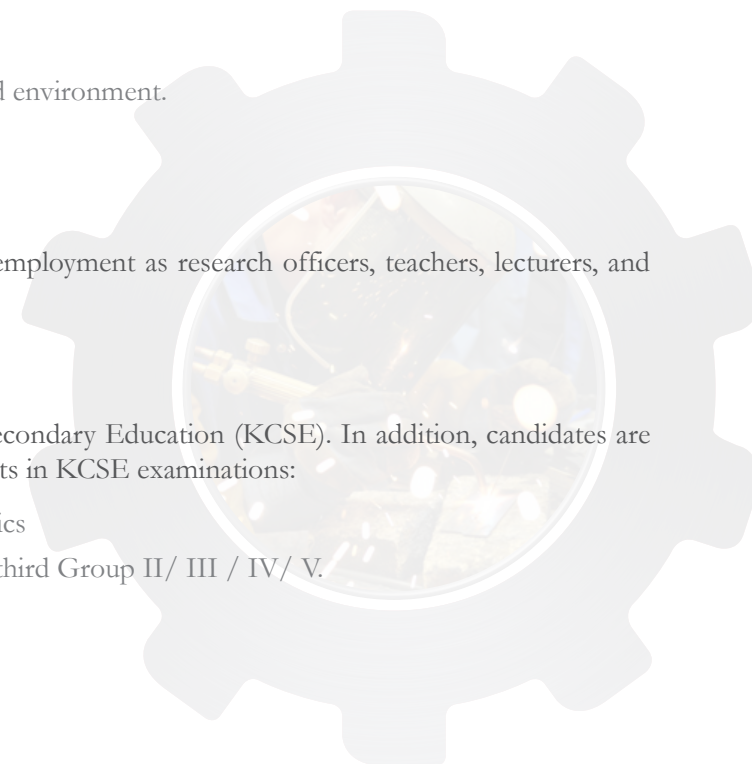 d environment.
employment as research officers, teachers, lecturers, and
econdary Education (KCSE). In addition, candidates are
ts in KCSE examinations:
ics
third Group II/ III / IV/ V.